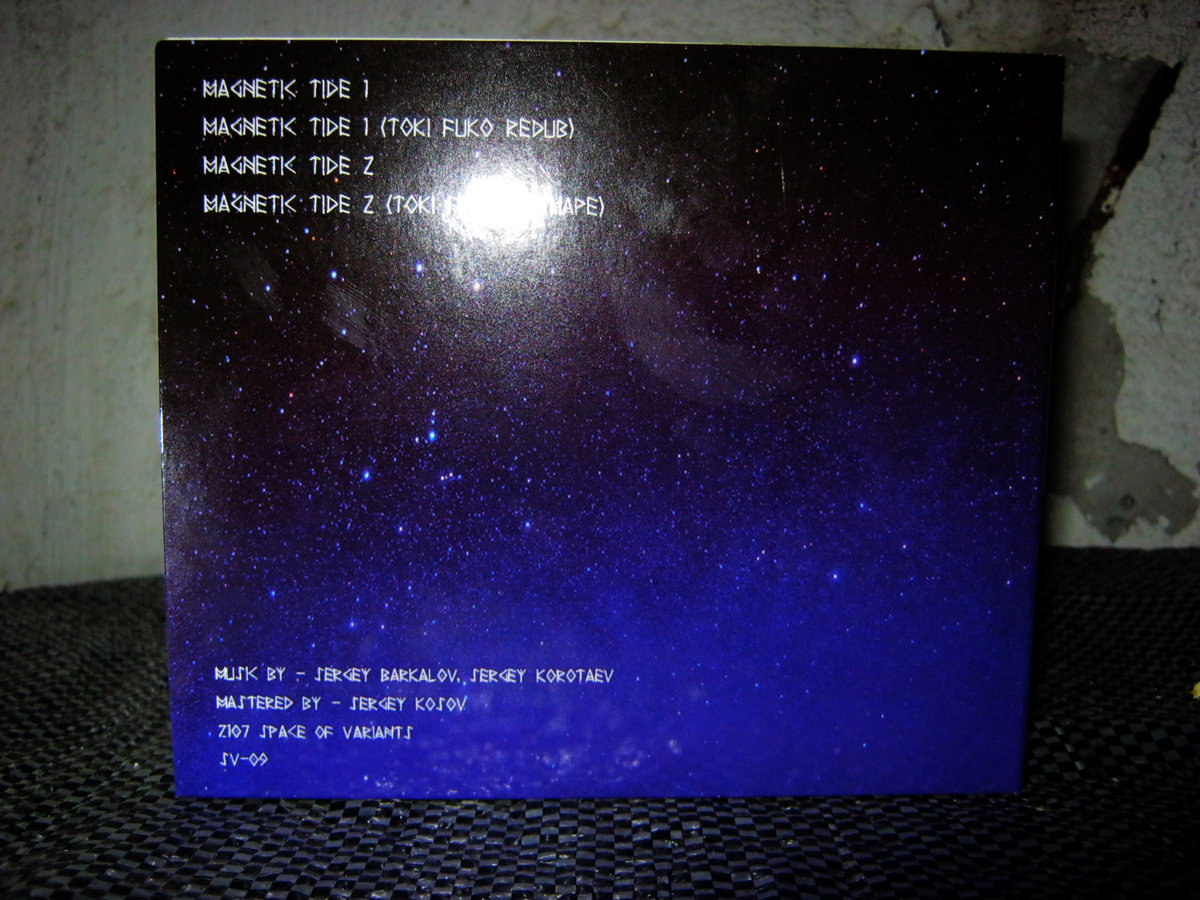 MAGNETIC TIDE 1
MAGNETIC TIDE 1 (TOKI FUKO REDUB)
MAGNETIC TIDE 2
MAGNETIC TIDE 2 (TOKI
MUSIC BY - SERGEY BARKALOV, SERGEY KOROTAEV
MASTERED BY - SERGEY KOSOV
2107 SPACE OF VARIANTS
SV-09